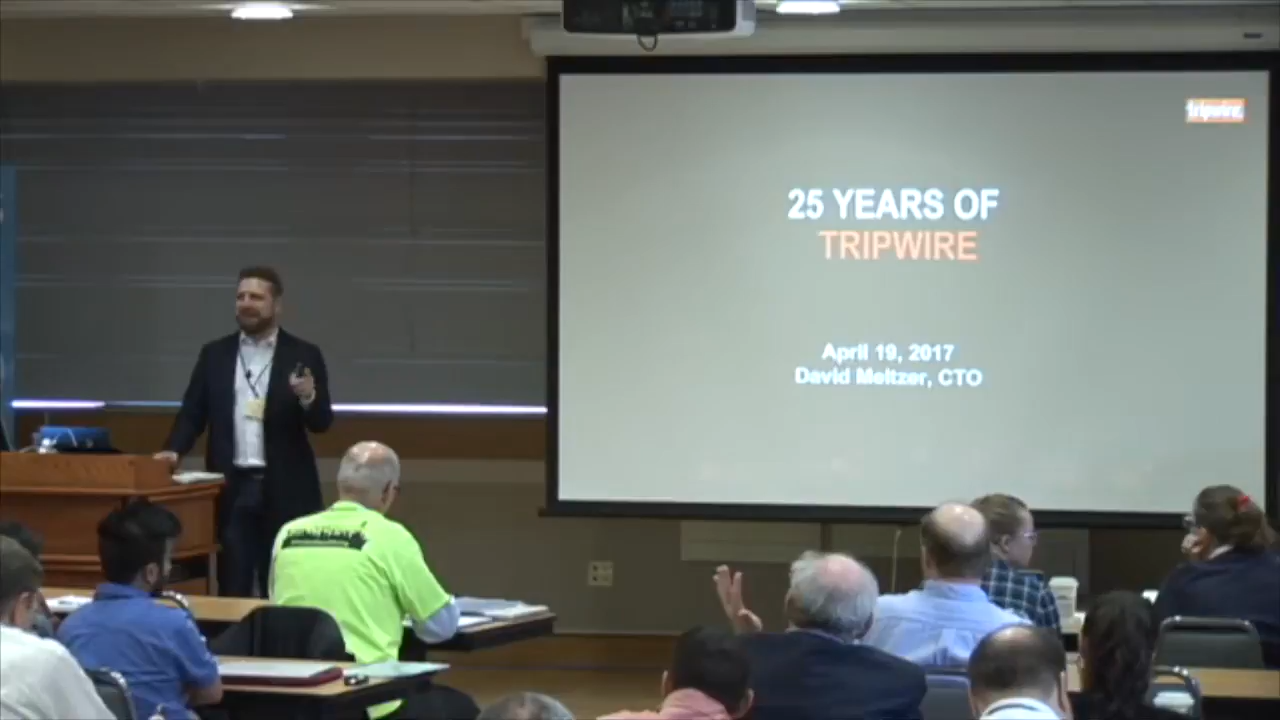 tripwire
25 YEARS OF
TRIPWIRE
April 19, 2017
David Meltzer, CTO